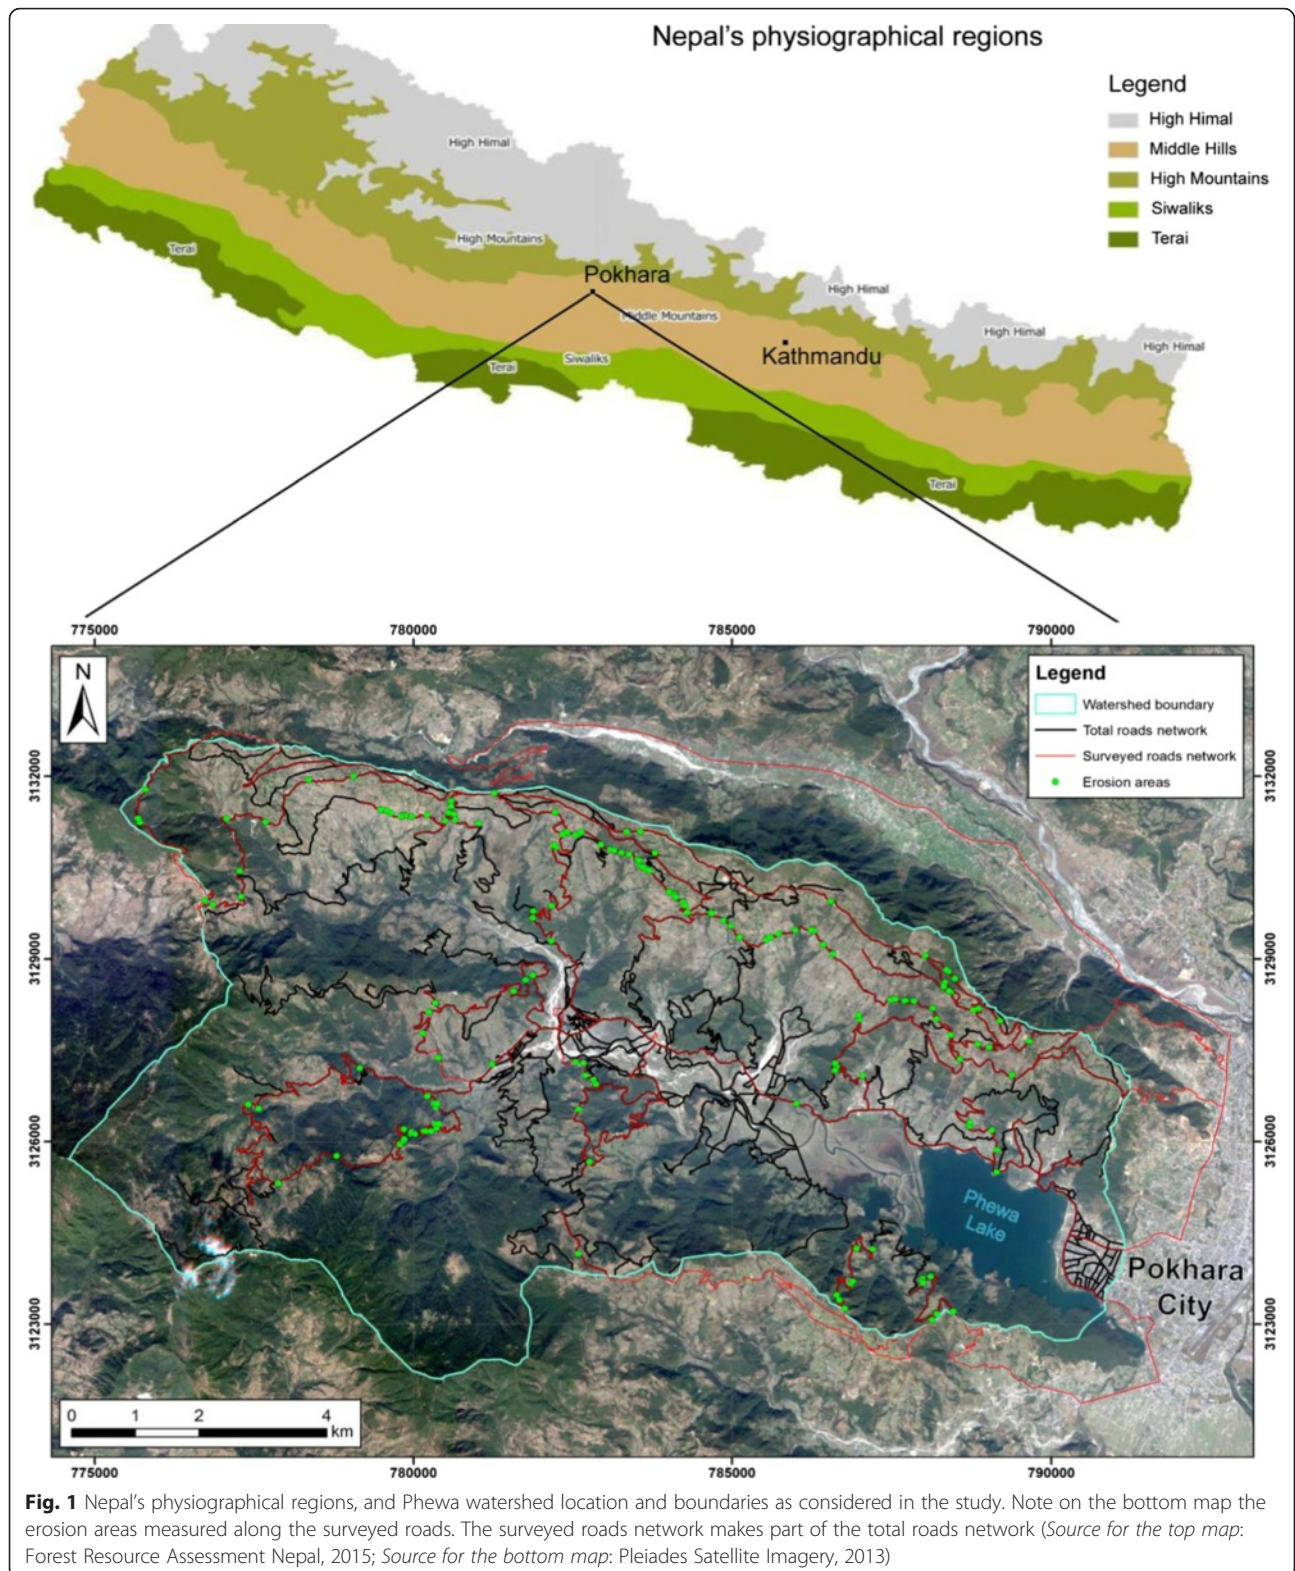 Nepal's physiographical regions
Legend
High Himal
Middle Hills
High Mountains
Siwaliks
Terai
High Himal
High Mountains
Terai
Pokhara
High Himal
Middle Mountains
High Himal
High Himal
Kathmandu
Siwaliks
Terai
Terai
775000 780000 785000 790000
N
Legend
Watershed boundary
Total roads network
Surveyed roads network
Erosion areas
3132000 3132000
3129000 3129000
3126000 3126000
3123000 3123000
Phewa
Lake
Pokhara
City
0 1 2 4
km
775000 780000 785000 790000
Fig. 1 Nepal's physiographical regions, and Phewa watershed location and boundaries as considered in the study. Note on the bottom map the
erosion areas measured along the surveyed roads. The surveyed roads network makes part of the total roads network (Source for the top map:
Forest Resource Assessment Nepal, 2015; Source for the bottom map: Pleiades Satellite Imagery, 2013)